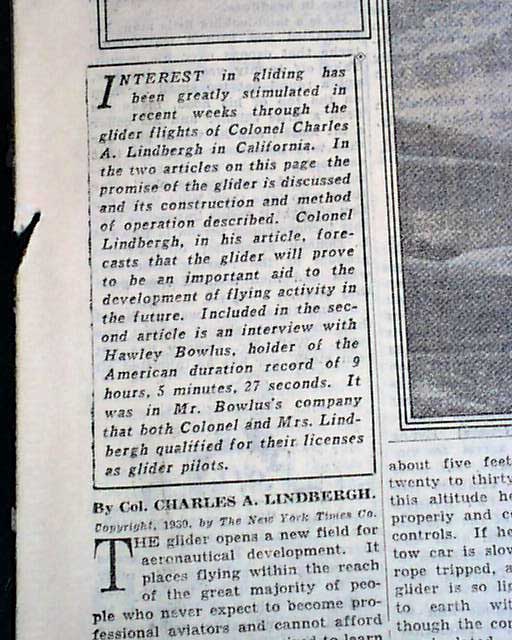 INTEREST in gliding has
been greatly stimulated in
recent weeks through the
glider flights of Colonel Charles
A. Lindbergh in California. In
the two articles on this page the
promise of the glider is discussed
and its construction and method
of operation described. Colonel
Lindbergh, in his article, fore-
casts that the glider will prove
to be an important aid to the
development of flying activity in
the future. Included in the sec-
ond article is an interview with
Hawley Bowlus, holder of the
American duration record of 9
hours, 5 minutes, 27 seconds. It
was in Mr. Bowlus's company
that both Colonel and Mrs. Lind-
bergh qualified for their licenses
as glider pilots.
By Col. CHARLES A. LINDBERGH.
Copyright, 1930, by The New York Times Co.
THE glider opens a new field for
aeronautical development. It
places flying within the reach
of the great majority of peo-
ple who never expect to become pro-
fessional aviators and cannot afford
to learn
about five feet
twenty to thirty
this altitude he
properly and c
controls. If he
tow car is slow
rope tripped, a
glider is so li
to earth wit
though the con